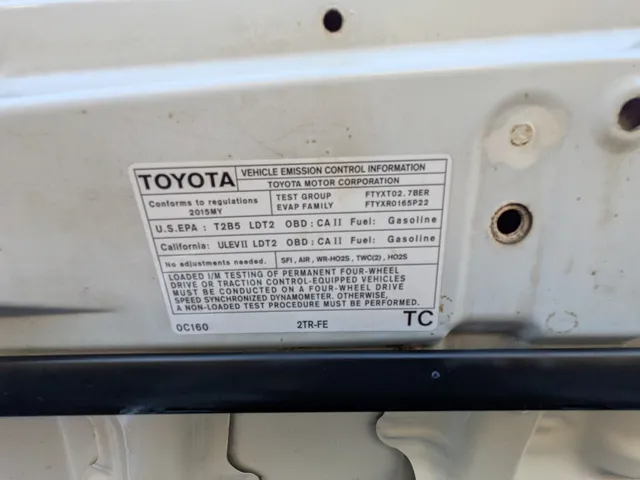 TOYOTA
VEHICLE EMISSION CONTROL INFORMATION
TOYOTA MOTOR CORPORATION
Conforms to regulations
2015MY
TEST GROUP FTYXT02.7BER
EVAP FAMILY FTYXR0165P22
U.S.EPA : T2B5 LDT2 OBD : CA II Fuel: Gasoline
California: ULEVII LDT2 OBD : CA II Fuel: Gasoline
No adjustments needed. SFI, AIR, WR-HO2S, TWC(2), HO2S
LOADED I/M TESTING OF PERMANENT FOUR-WHEEL
DRIVE OR TRACTION CONTROL-EQUIPPED VEHICLES
MUST BE CONDUCTED ON A FOUR-WHEEL DRIVE
SPEED SYNCHRONIZED DYNAMOMETER. OTHERWISE,
A NON-LOADED TEST PROCEDURE MUST BE PERFORMED.
0C160 2TR-FE TC